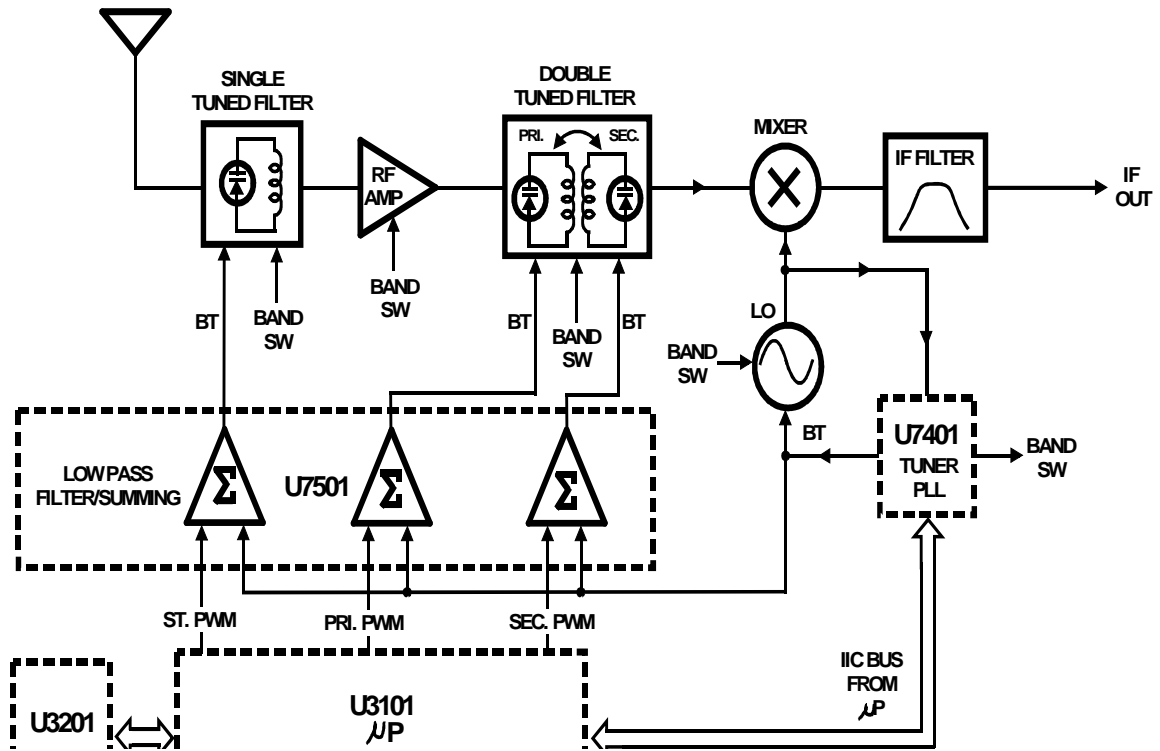 SINGLE
TUNED FILTER
DOUBLE
TUNED FILTER
PRI.
SEC.
MIXER
IF FILTER
RF
AMP
IF
OUT
BAND
SW
BT
BAND
SW
BT
BAND
SW
BT
LO
BAND
SW
BT
U7401
TUNER
PLL
BAND
SW
LOW PASS
FILTER/SUMMING
U7501
Σ
Σ
Σ
ST. PWM
PRI. PWM
SEC. PWM
IIC BUS
FROM
μP
U3201
U3101
μP